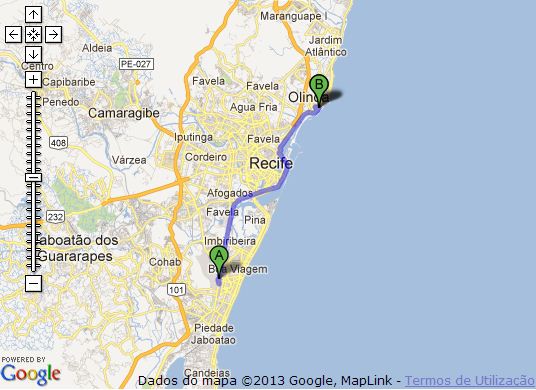 Maranguape I
Jardim
Atlântico
Aldeia
PE-027
Favela
Capibaribe
Favela
B
Olinda
Penedo
Camaragibe
Agua Fria
Iputinga
Favela
408
Várzea
Cordeiro
Recife
Afogados
Favela
232
Pina
Jaboatão dos
Guararapes
Imbiribeira
A
Cohab
Boa Viagem
101
Piedade
Jaboatao
POWERED BY
Google
Candeias
Dados do mapa ©2013 Google, MapLink - Termos de Utilização